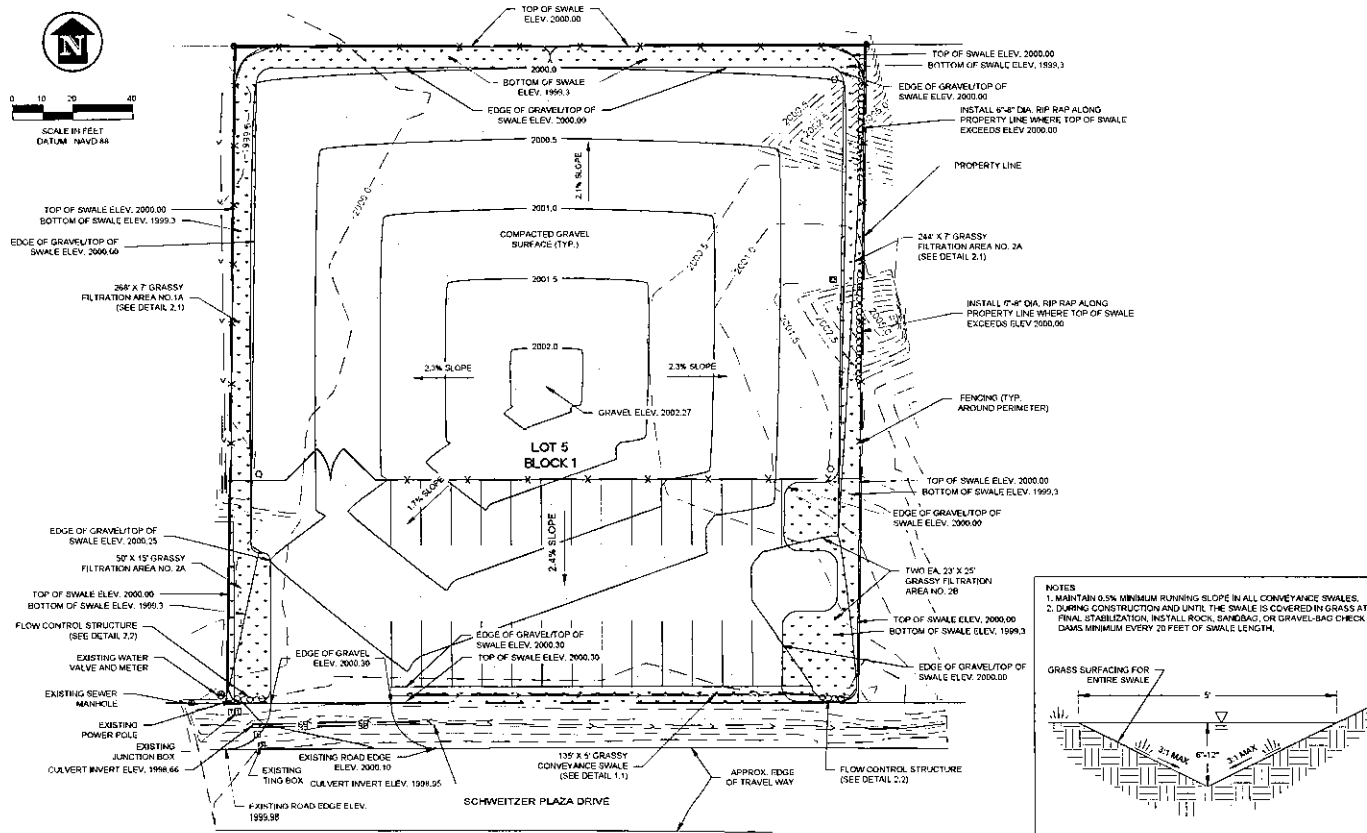 N
0 10 20 40
SCALE IN FEET
DATUM: NAVD 88
TOP OF SWALE
ELEV. 2000.00
2000.0
BOTTOM OF SWALE
ELEV. 1999.3
EDGE OF GRAVEL/TOP OF
SWALE ELEV. 2000.00
TOP OF SWALE ELEV. 2000.00
BOTTOM OF SWALE ELEV. 1999.3
EDGE OF GRAVEL/TOP OF
SWALE ELEV. 2000.00
INSTALL 6"-8" DIA. RIP RAP ALONG
PROPERTY LINE WHERE TOP OF SWALE
EXCEEDS ELEV 2000.00
PROPERTY LINE
1999.5
2000.0
2000.5
2.1% SLOPE
2001.0
COMPACTED GRAVEL
SURFACE (TYP.)
2001.5
2002.0
2.3% SLOPE
2.3% SLOPE
GRAVEL ELEV. 2002.27
2000.5
2001.0
2001.5
TOP OF SWALE ELEV. 2000.00
BOTTOM OF SWALE ELEV. 1999.3
EDGE OF GRAVEL/TOP OF
SWALE ELEV. 2000.00
268' X 7' GRASSY
FILTRATION AREA NO.1A
(SEE DETAIL 2.1)
244' X 7' GRASSY
FILTRATION AREA NO. 2A
(SEE DETAIL 2.1)
INSTALL 6"-8" DIA. RIP RAP ALONG
PROPERTY LINE WHERE TOP OF SWALE
EXCEEDS ELEV 2000.00
FENCING (TYP.
AROUND PERIMETER)
LOT 5
BLOCK 1
1.7% SLOPE
2.4% SLOPE
TOP OF SWALE ELEV. 2000.00
BOTTOM OF SWALE ELEV. 1999.3
EDGE OF GRAVEL/TOP OF
SWALE ELEV. 2000.00
TWO EA. 23' X 25'
GRASSY FILTRATION
AREA NO. 2B
TOP OF SWALE ELEV. 2000.00
BOTTOM OF SWALE ELEV. 1999.3
EDGE OF GRAVEL/TOP OF
SWALE ELEV. 2000.00
EDGE OF GRAVEL/TOP OF
SWALE ELEV. 2000.25
50' X 15' GRASSY
FILTRATION AREA NO. 2A
TOP OF SWALE ELEV. 2000.00
BOTTOM OF SWALE ELEV. 1999.3
FLOW CONTROL STRUCTURE
(SEE DETAIL 2.2)
EXISTING WATER
VALVE AND METER
EXISTING SEWER
MANHOLE
EXISTING
POWER POLE
EXISTING
JUNCTION BOX
CULVERT INVERT ELEV. 1998.66
EXISTING ROAD EDGE ELEV.
1999.98
EXISTING
TING BOX
EDGE OF GRAVEL
ELEV. 2000.30
EDGE OF GRAVEL/TOP OF
SWALE ELEV. 2000.30
TOP OF SWALE ELEV. 2000.30
EXISTING ROAD EDGE
ELEV. 2000.10
CULVERT INVERT ELEV. 1998.95
135' X 5' GRASSY
CONVEYANCE SWALE
(SEE DETAIL 1.1)
APPROX. EDGE
OF TRAVEL WAY
FLOW CONTROL STRUCTURE
(SEE DETAIL 2.2)
SCHWEITZER PLAZA DRIVE
NOTES
1. MAINTAIN 0.5% MINIMUM RUNNING SLOPE IN ALL CONVEYANCE SWALES.
2. DURING CONSTRUCTION AND UNTIL THE SWALE IS COVERED IN GRASS AT
FINAL STABILIZATION, INSTALL ROCK, SANDBAG, OR GRAVEL-BAG CHECK
DAMS MINIMUM EVERY 20 FEET OF SWALE LENGTH.
GRASS SURFACING FOR
ENTIRE SWALE
5'
3:1 MAX
6"-12"
3:1 MAX